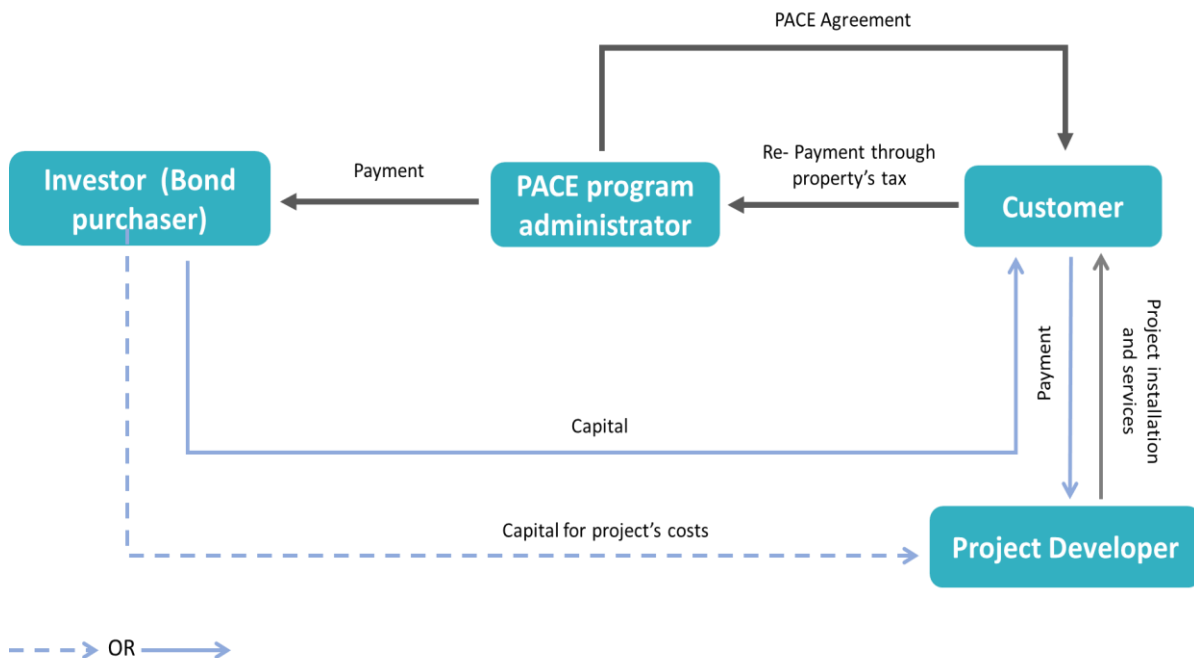 PACE Agreement
Investor (Bond
purchaser)
Payment
PACE program
administrator
Re- Payment through
property's tax
Customer
Payment
Project installation
and services
Capital
Capital for project's costs
Project Developer
OR